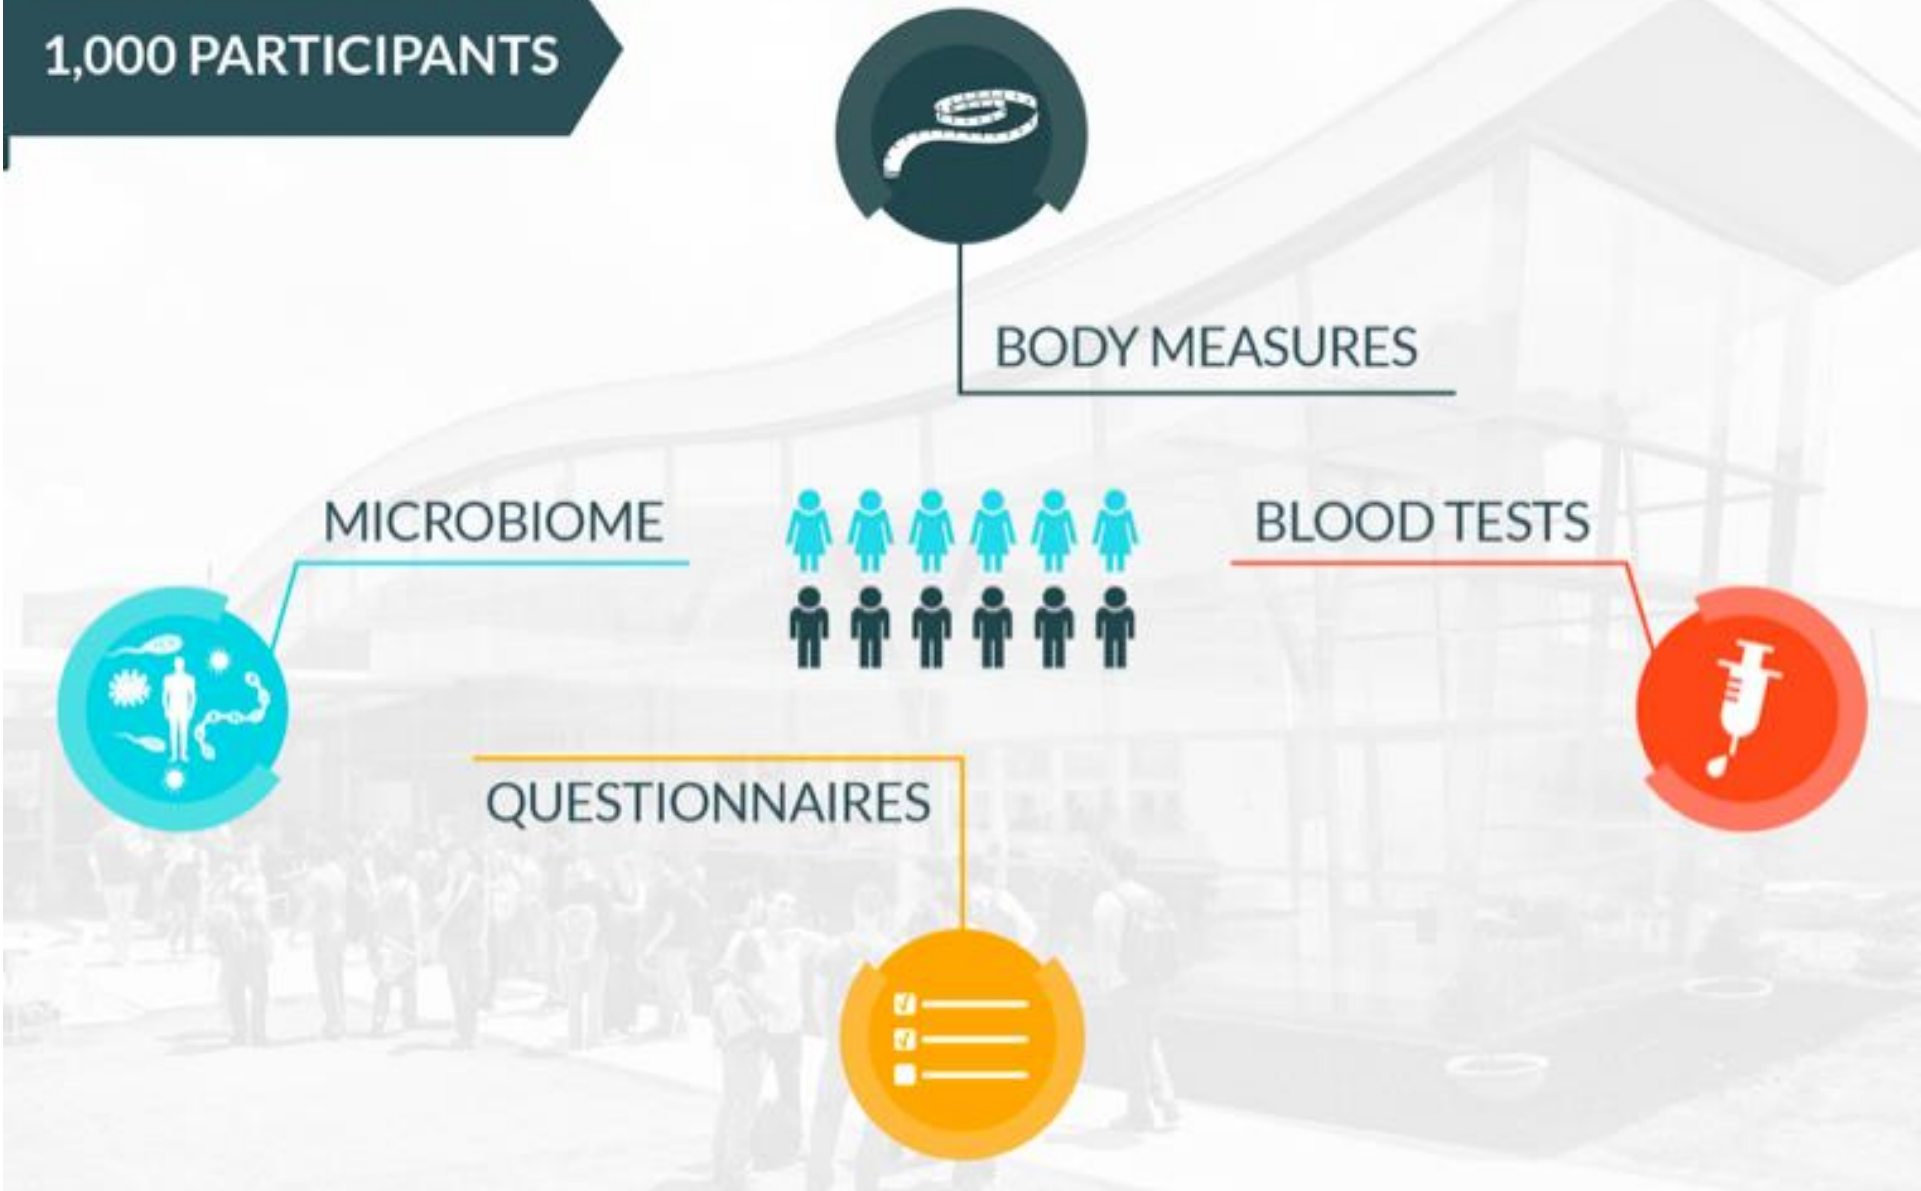 1,000 PARTICIPANTS
BODY MEASURES
MICROBIOME
BLOOD TESTS
QUESTIONNAIRES